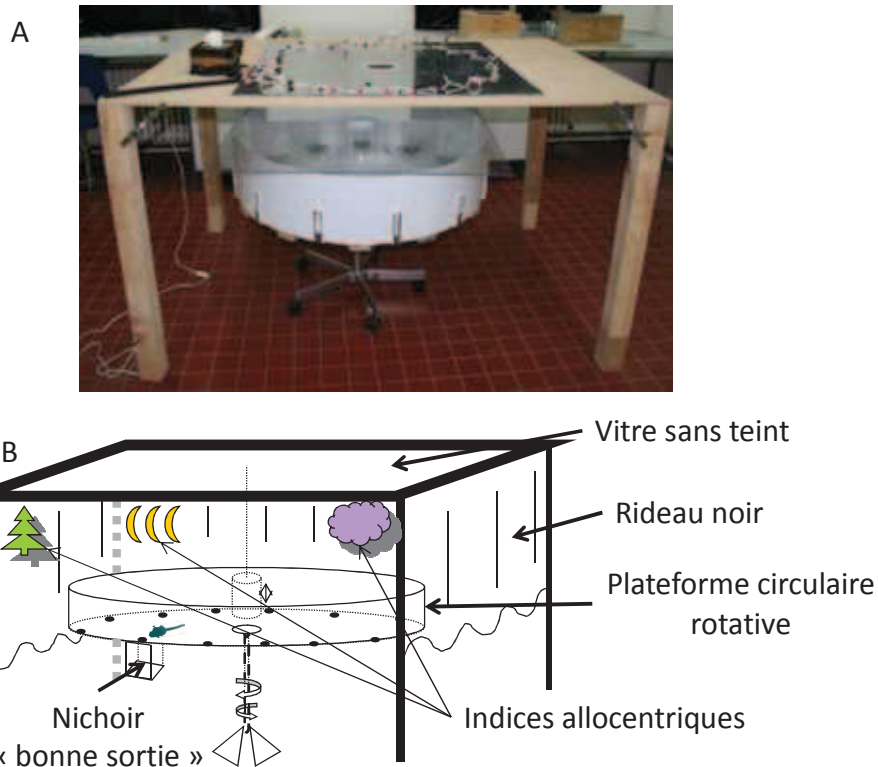 A
B
Vitre sans teint
Rideau noir
Plateforme circulaire
rotative
Indices allocentriques
Nichoir
« bonne sortie »